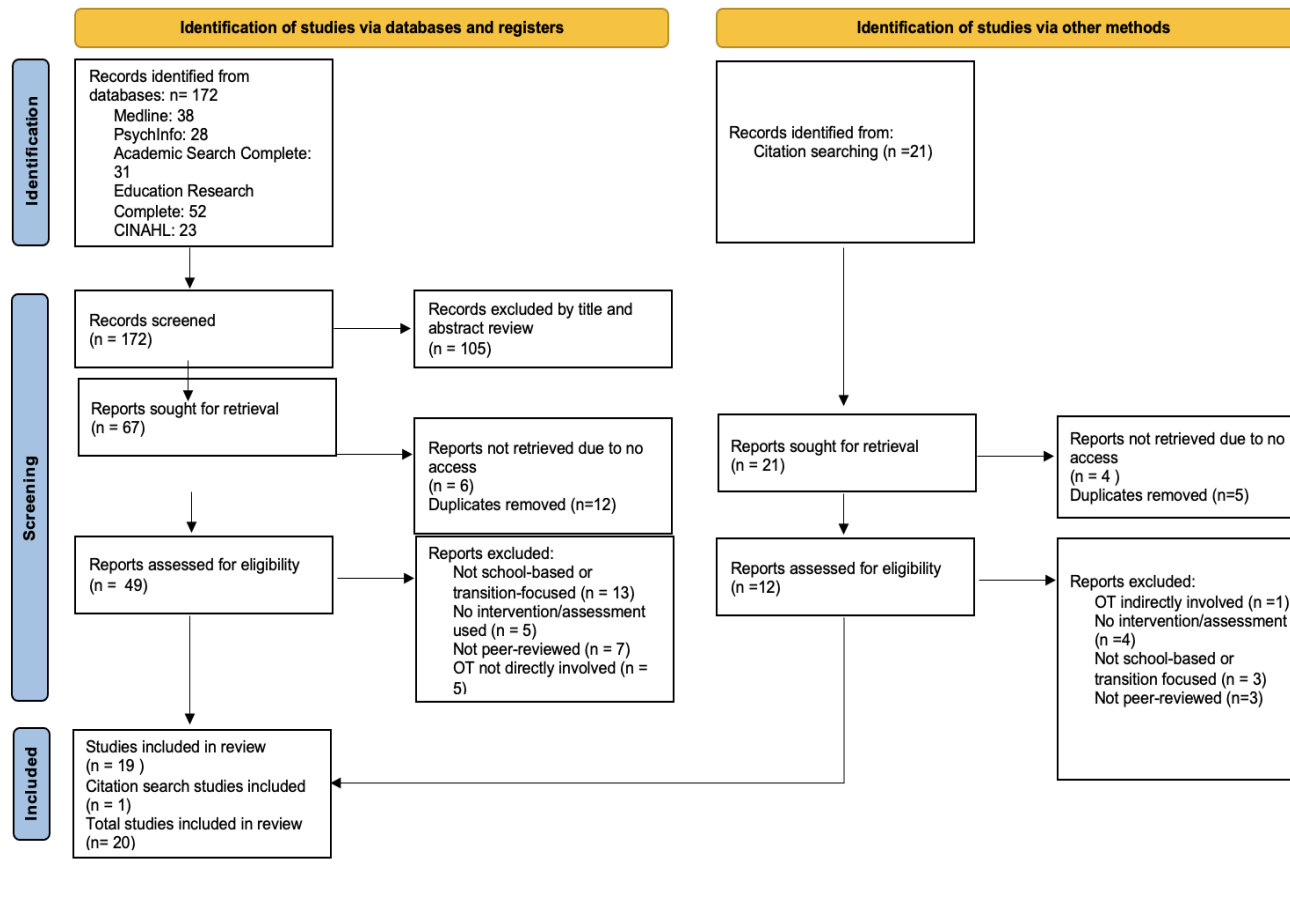 Identification of studies via databases and registers
Identification of studies via other methods
Identification
Records identified from
databases: n= 172
Medline: 38
PsychInfo: 28
Academic Search Complete:
31
Education Research
Complete: 52
CINAHL: 23
Records identified from:
Citation searching (n =21)
Screening
Records screened
(n = 172)
Records excluded by title and
abstract review
(n = 105)
Reports sought for retrieval
(n = 67)
Reports not retrieved due to no
access
(n = 6)
Duplicates removed (n=12)
Reports sought for retrieval
(n = 21)
Reports not retrieved due to no
access
(n = 4 )
Duplicates removed (n=5)
Reports assessed for eligibility
(n =  49)
Reports excluded:
Not school-based or
transition-focused (n = 13)
No intervention/assessment
used (n = 5)
Not peer-reviewed (n = 7)
OT not directly involved (n =
5)
Reports assessed for eligibility
(n =12)
Reports excluded:
OT indirectly involved (n =1)
No intervention/assessment
(n =4)
Not school-based or
transition focused (n = 3)
Not peer-reviewed (n=3)
Included
Studies included in review
(n = 19 )
Citation search studies included
(n = 1)
Total studies included in review
(n= 20)